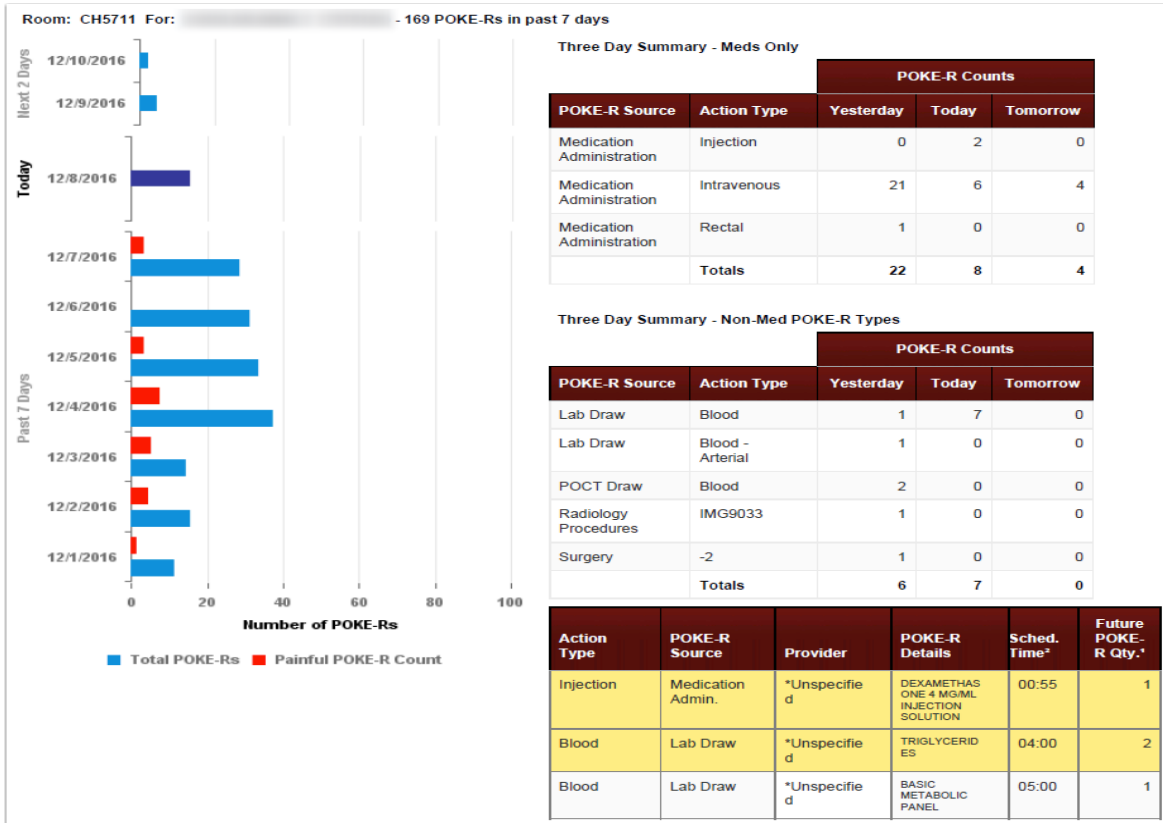 Room: CH5711 For:
- 169 POKE-Rs in past 7 days
Next 2 Days
12/10/2016
12/9/2016
Today
12/8/2016
Past 7 Days
12/7/2016
12/6/2016
12/5/2016
12/4/2016
12/3/2016
12/2/2016
12/1/2016
0 20 40 60 80 100
Number of POKE-Rs
Total POKE-Rs Painful POKE-R Count
Three Day Summary - Meds Only
POKE-R Counts
POKE-R Source Action Type Yesterday Today Tomorrow
Medication
Administration
Injection 0 2 0
Medication
Administration
Intravenous 21 6 4
Medication
Administration
Rectal 1 0 0
Totals 22 8 4
Three Day Summary - Non-Med POKE-R Types
POKE-R Counts
POKE-R Source Action Type Yesterday Today Tomorrow
Lab Draw Blood 1 7 0
Lab Draw Blood -
Arterial
1 0 0
POCT Draw Blood 2 0 0
Radiology
Procedures
IMG9033 1 0 0
Surgery -2 1 0 0
Totals 6 7 0
Action
Type
POKE-R
Source
Provider
POKE-R
Details
Sched.
Time²
Future
POKE-
R Qty.¹
Injection
Medication
Admin.
*Unspecifie
d
DEXAMETHAS
ONE 4 MG/ML
INJECTION
SOLUTION
00:55
1
Blood
Lab Draw
*Unspecifie
d
TRIGLYCERID
ES
04:00
2
Blood
Lab Draw
*Unspecifie
d
BASIC
METABOLIC
PANEL
05:00
1